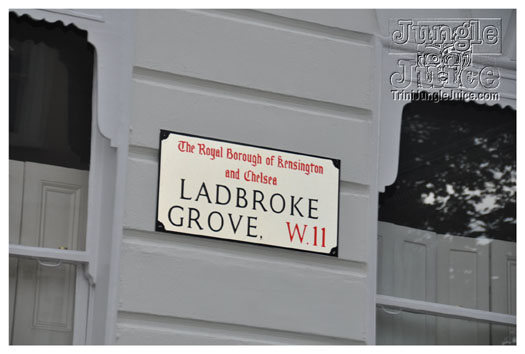 Jungle
Juice
TriniJungleJuice.com
The Royal Borough of Kensington
and Chelsea
LADBROKE
GROVE, W.11